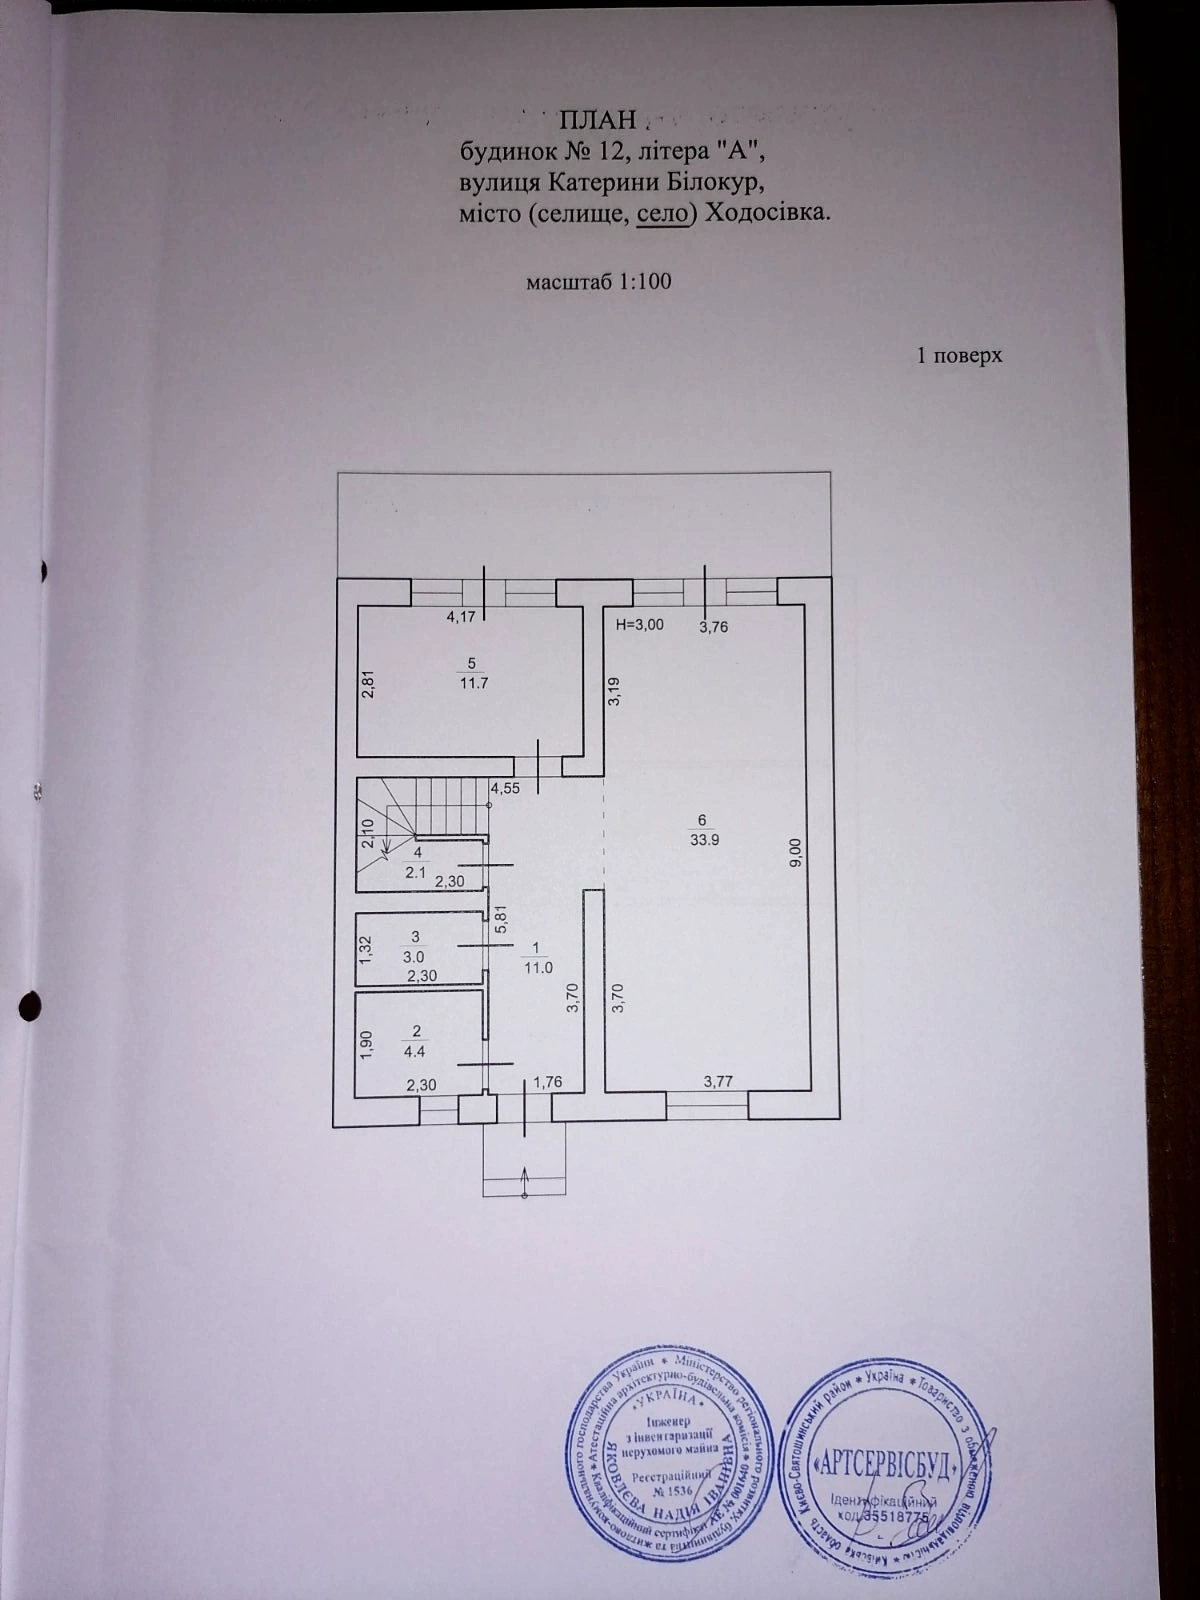 ПЛАН
будинок № 12, літера "А",
вулиця Катерини Білокур,
місто (селище, село) Ходосівка.
масштаб 1:100
1 поверх
4,17
H=3,00
3,76
5
11.7
2,81
3,19
4,55
2,10
6
33.9
9,00
4
2.1
2,30
5,81
3
3.0
1,32
2,30
1
11.0
3,70
3,70
2
4.4
1,90
2,30
1,76
3,77
Міністерство регіонального розвитку, будівництва та житлово-комунального господарства України
Атестаційна архітектурно-будівельна комісія
Кваліфікаційний сертифікат АЕ № 001640
УКРАЇНА
Інженер
з інвентаризації
нерухомого майна
Реєстраційний
№ 1536
ЯКОВЛЄВА НАДІЯ ІВАНІВНА
Україна * Товариство з обмеженою відповідальністю * Київська область * Києво-Святошинський район *
«АРТСЕРВІСБУД»
Ідентифікаційний
код 35518775